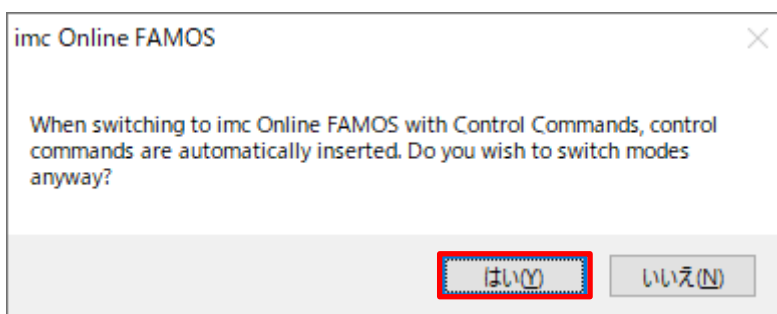 imc Online FAMOS
When switching to imc Online FAMOS with Control Commands, control
commands are automatically inserted. Do you wish to switch modes
anyway?
はい(Y) いいえ(N)